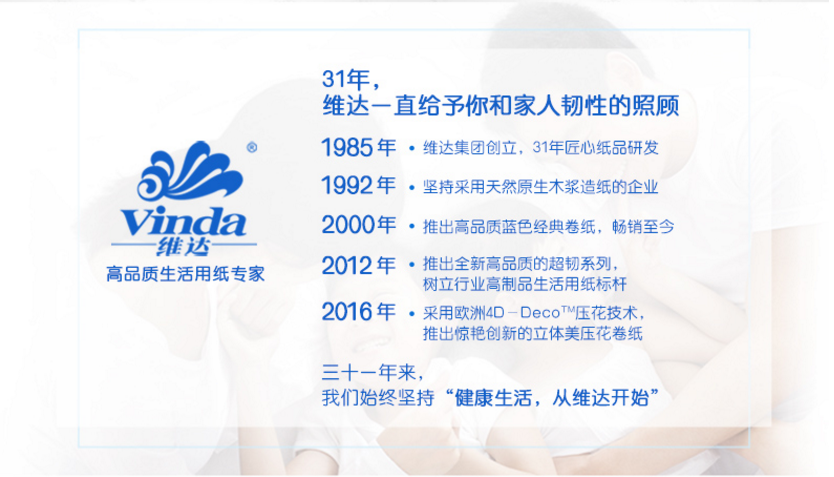 ®
Vinda
维达
高品质生活用纸专家
31年，
维达一直给予你和家人韧性的照顾
1985年 • 维达集团创立，31年匠心纸品研发
1992年 • 坚持采用天然原生木浆造纸的企业
2000年 • 推出高品质蓝色经典卷纸，畅销至今
2012年 • 推出全新高品质的超韧系列，
树立行业高制品生活用纸标杆
2016年 • 采用欧洲4D-Deco™压花技术，
推出惊艳创新的立体美压花卷纸
三十一年来，
我们始终坚持“健康生活，从维达开始”